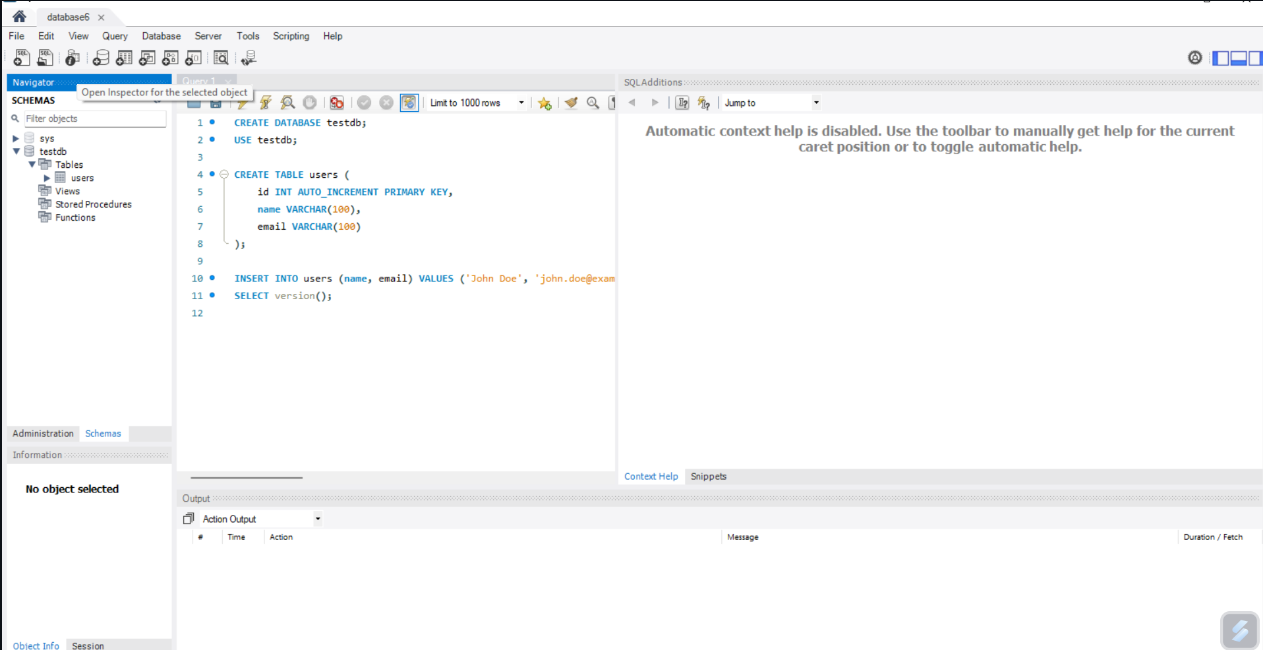 database6
File Edit View Query Database Server Tools Scripting Help
Navigator
Query 1
SQLAdditions
Open Inspector for the selected object
SCHEMAS
Limit to 1000 rows
Jump to
Filter objects
sys
testdb
Tables
users
Views
Stored Procedures
Functions
1 CREATE DATABASE testdb;
2 USE testdb;
3
4 CREATE TABLE users (
5 id INT AUTO_INCREMENT PRIMARY KEY,
6 name VARCHAR(100),
7 email VARCHAR(100)
8 );
9
10 INSERT INTO users (name, email) VALUES ('John Doe', 'john.doe@exam
11 SELECT version();
12
Automatic context help is disabled. Use the toolbar to manually get help for the current
caret position or to toggle automatic help.
Administration Schemas
Information
No object selected
Context Help Snippets
Output
Action Output
# Time Action Message Duration / Fetch
Object Info Session